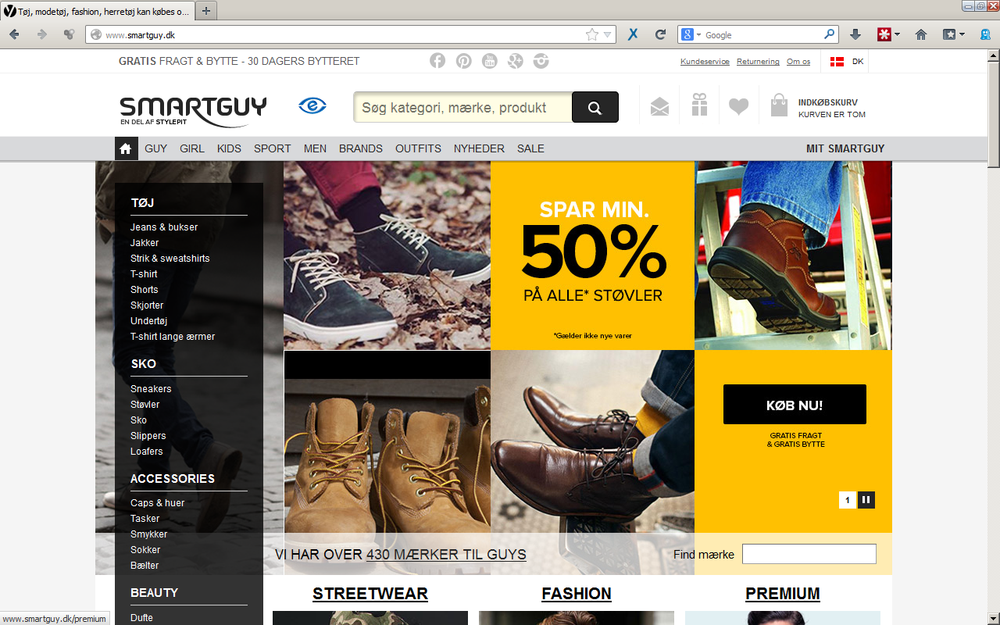 Tøj, modetøj, fashion, herretøj kan købes o...
www.smartguy.dk
Google
GRATIS FRAGT & BYTTE - 30 DAGERS BYTTERET
Kundeservice Returnering Om os
DK
SMARTGUY
EN DEL AF STYLEPIT
Søg kategori, mærke, produkt
INDKØBSKURV
KURVEN ER TOM
GUY GIRL KIDS SPORT MEN BRANDS OUTFITS NYHEDER SALE
MIT SMARTGUY
TØJ
Jeans & bukser
Jakker
Strik & sweatshirts
T-shirt
Shorts
Skjorter
Undertøj
T-shirt lange ærmer
SKO
Sneakers
Støvler
Sko
Slippers
Loafers
ACCESSORIES
Caps & huer
Tasker
Smykker
Sokker
Bælter
BEAUTY
Dufte
SPAR MIN.
50%
PÅ ALLE* STØVLER
*Gælder ikke nye varer
KØB NU!
GRATIS FRAGT
& GRATIS BYTTE
1
VI HAR OVER 430 MÆRKER TIL GUYS
Find mærke
STREETWEAR
FASHION
PREMIUM
www.smartguy.dk/premium